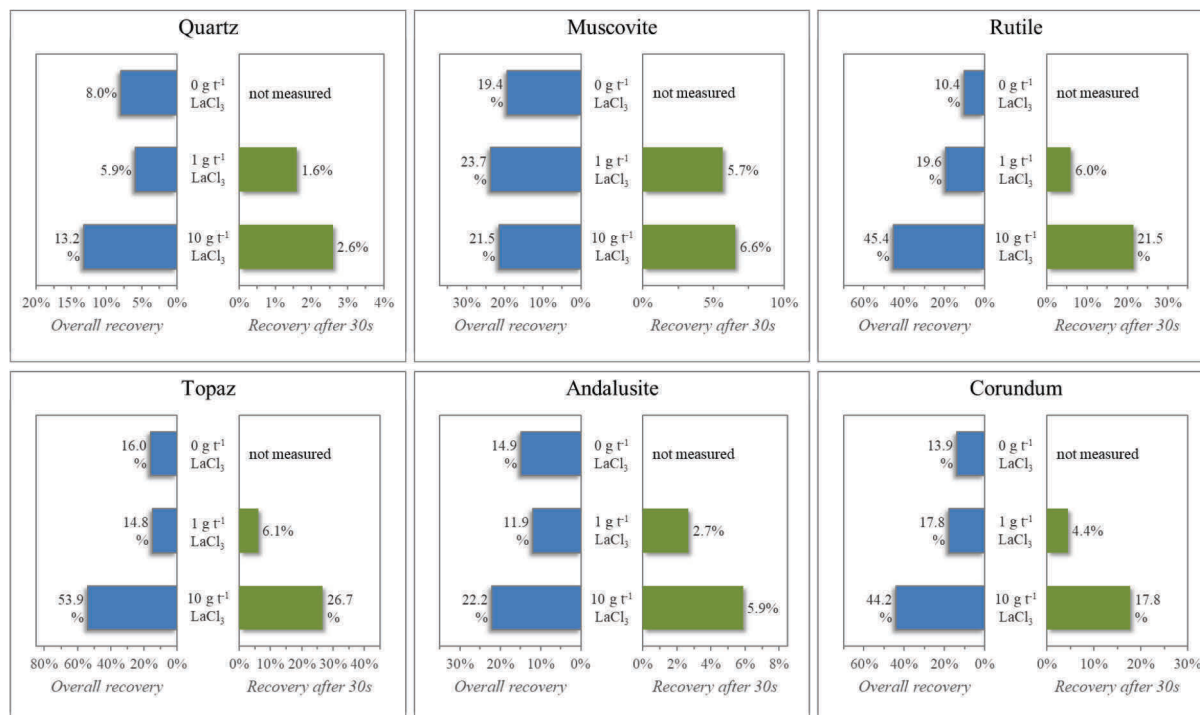 Quartz
8.0%
0 g t⁻¹
LaCl₃
not measured
5.9%
1 g t⁻¹
LaCl₃
1.6%
13.2
%
10 g t⁻¹
LaCl₃
2.6%
20% 15% 10% 5% 0%
0% 1% 2% 3% 4%
Overall recovery
Recovery after 30s
Muscovite
19.4
%
0 g t⁻¹
LaCl₃
not measured
23.7
%
1 g t⁻¹
LaCl₃
5.7%
21.5
%
10 g t⁻¹
LaCl₃
6.6%
30% 20% 10% 0%
0% 5% 10%
Overall recovery
Recovery after 30s
Rutile
10.4
%
0 g t⁻¹
LaCl₃
not measured
19.6
%
1 g t⁻¹
LaCl₃
6.0%
45.4
%
10 g t⁻¹
LaCl₃
21.5
%
60% 40% 20% 0%
0% 10% 20% 30%
Overall recovery
Recovery after 30s
Topaz
16.0
%
0 g t⁻¹
LaCl₃
not measured
14.8
%
1 g t⁻¹
LaCl₃
6.1%
53.9
%
10 g t⁻¹
LaCl₃
26.7
%
80% 60% 40% 20% 0%
0% 10% 20% 30% 40%
Overall recovery
Recovery after 30s
Andalusite
14.9
%
0 g t⁻¹
LaCl₃
not measured
11.9
%
1 g t⁻¹
LaCl₃
2.7%
22.2
%
10 g t⁻¹
LaCl₃
5.9%
30% 20% 10% 0%
0% 2% 4% 6% 8%
Overall recovery
Recovery after 30s
Corundum
13.9
%
0 g t⁻¹
LaCl₃
not measured
17.8
%
1 g t⁻¹
LaCl₃
4.4%
44.2
%
10 g t⁻¹
LaCl₃
17.8
%
60% 40% 20% 0%
0% 10% 20% 30%
Overall recovery
Recovery after 30s